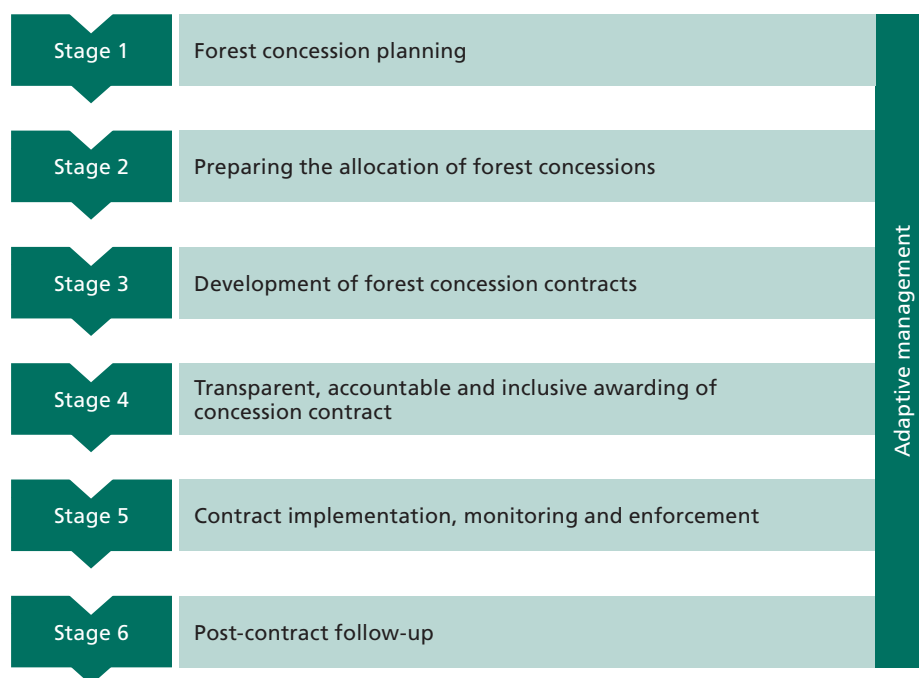 Stage 1
Forest concession planning
Stage 2
Preparing the allocation of forest concessions
Stage 3
Development of forest concession contracts
Stage 4
Transparent, accountable and inclusive awarding of
concession contract
Stage 5
Contract implementation, monitoring and enforcement
Stage 6
Post-contract follow-up
Adaptive management